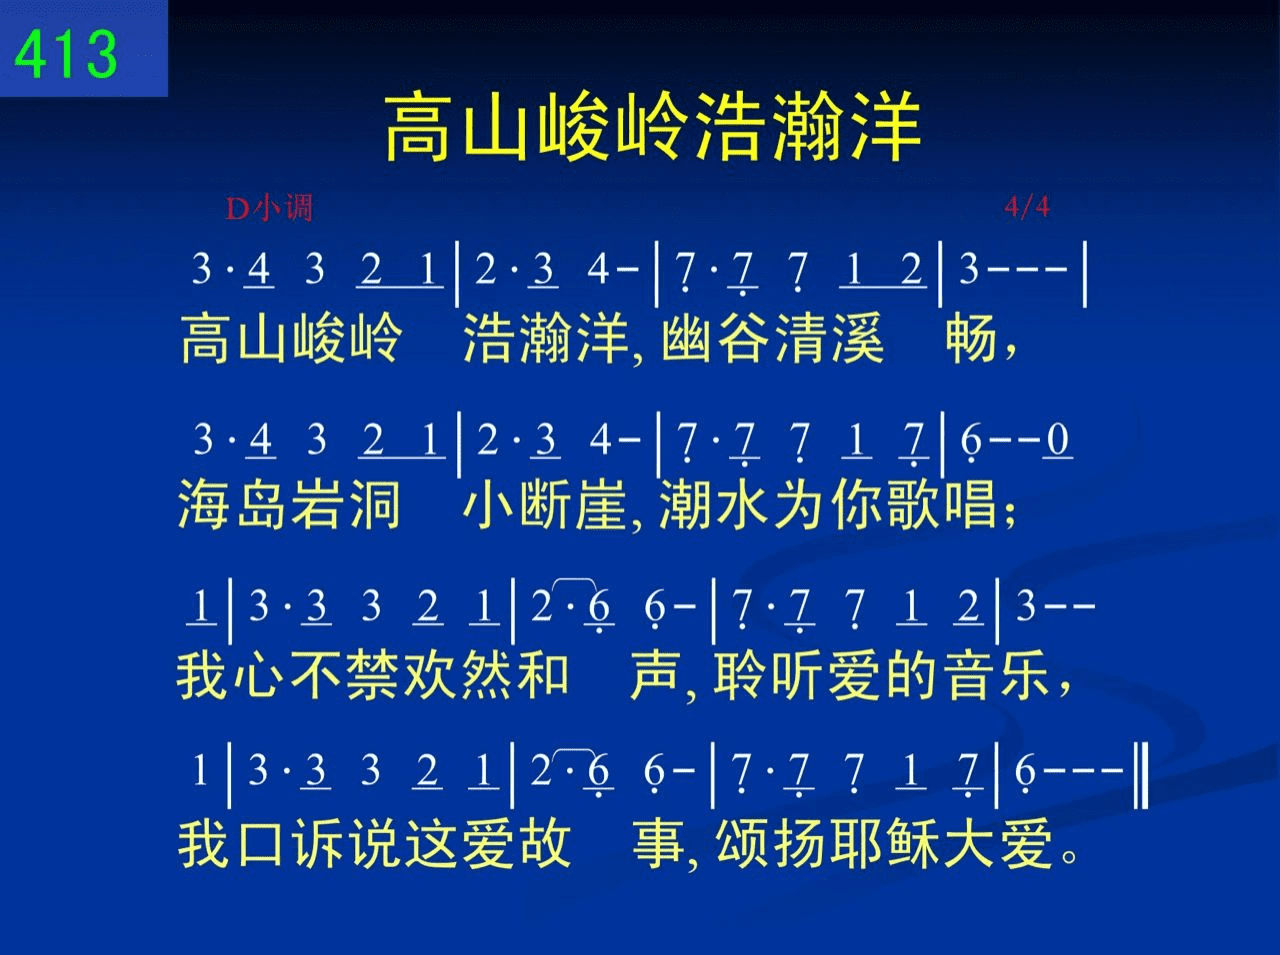 413
高山峻岭浩瀚洋
D小调 4/4
3·4 3 2 1|2·3 4-|7·7 7 1 2|3---|
高山峻岭 浩瀚洋,幽谷清溪 畅，
3·4 3 2 1|2·3 4-|7·7 7 1 7|6--0
海岛岩洞 小断崖,潮水为你歌唱；
1|3·3 3 2 1|2·6 6-|7·7 7 1 2|3--
我心不禁欢然和 声,聆听爱的音乐，
1|3·3 3 2 1|2·6 6-|7·7 7 1 7|6---‖
我口诉说这爱故 事,颂扬耶稣大爱。